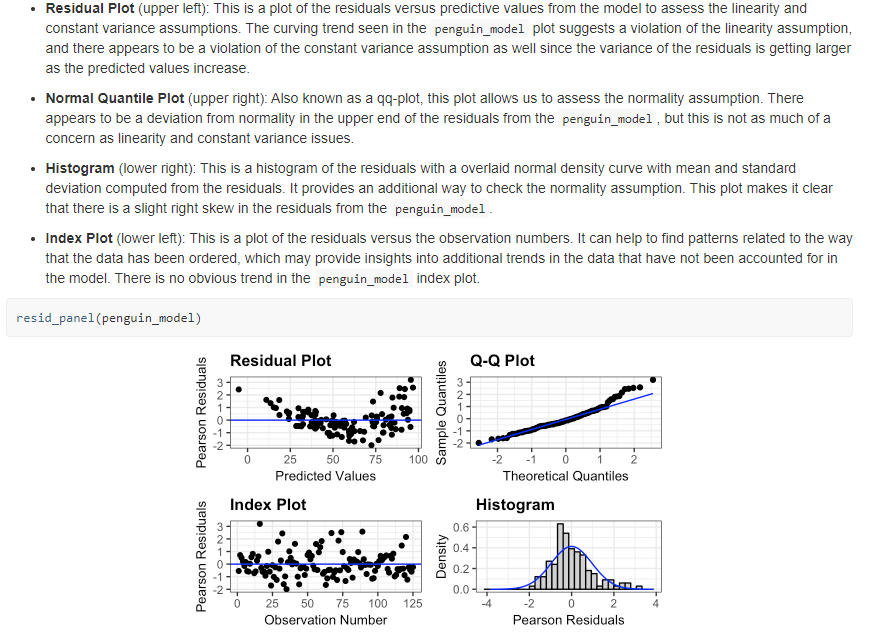 • Residual Plot (upper left): This is a plot of the residuals versus predictive values from the model to assess the linearity and
constant variance assumptions. The curving trend seen in the penguin_model plot suggests a violation of the linearity assumption,
and there appears to be a violation of the constant variance assumption as well since the variance of the residuals is getting larger
as the predicted values increase.
• Normal Quantile Plot (upper right): Also known as a qq-plot, this plot allows us to assess the normality assumption. There
appears to be a deviation from normality in the upper end of the residuals from the penguin_model , but this is not as much of a
concern as linearity and constant variance issues.
• Histogram (lower right): This is a histogram of the residuals with a overlaid normal density curve with mean and standard
deviation computed from the residuals. It provides an additional way to check the normality assumption. This plot makes it clear
that there is a slight right skew in the residuals from the penguin_model .
• Index Plot (lower left): This is a plot of the residuals versus the observation numbers. It can help to find patterns related to the way
that the data has been ordered, which may provide insights into additional trends in the data that have not been accounted for in
the model. There is no obvious trend in the penguin_model index plot.
resid_panel(penguin_model)
Residual Plot
Pearson Residuals
3
2
1
0
-1
-2
0 25 50 75 100
Predicted Values
Q-Q Plot
Sample Quantiles
3
2
1
0
-1
-2
-2 -1 0 1 2
Theoretical Quantiles
Index Plot
Pearson Residuals
3
2
1
0
-1
-2
0 25 50 75 100 125
Observation Number
Histogram
Density
0.6
0.4
0.2
0.0
-4 -2 0 2 4
Pearson Residuals